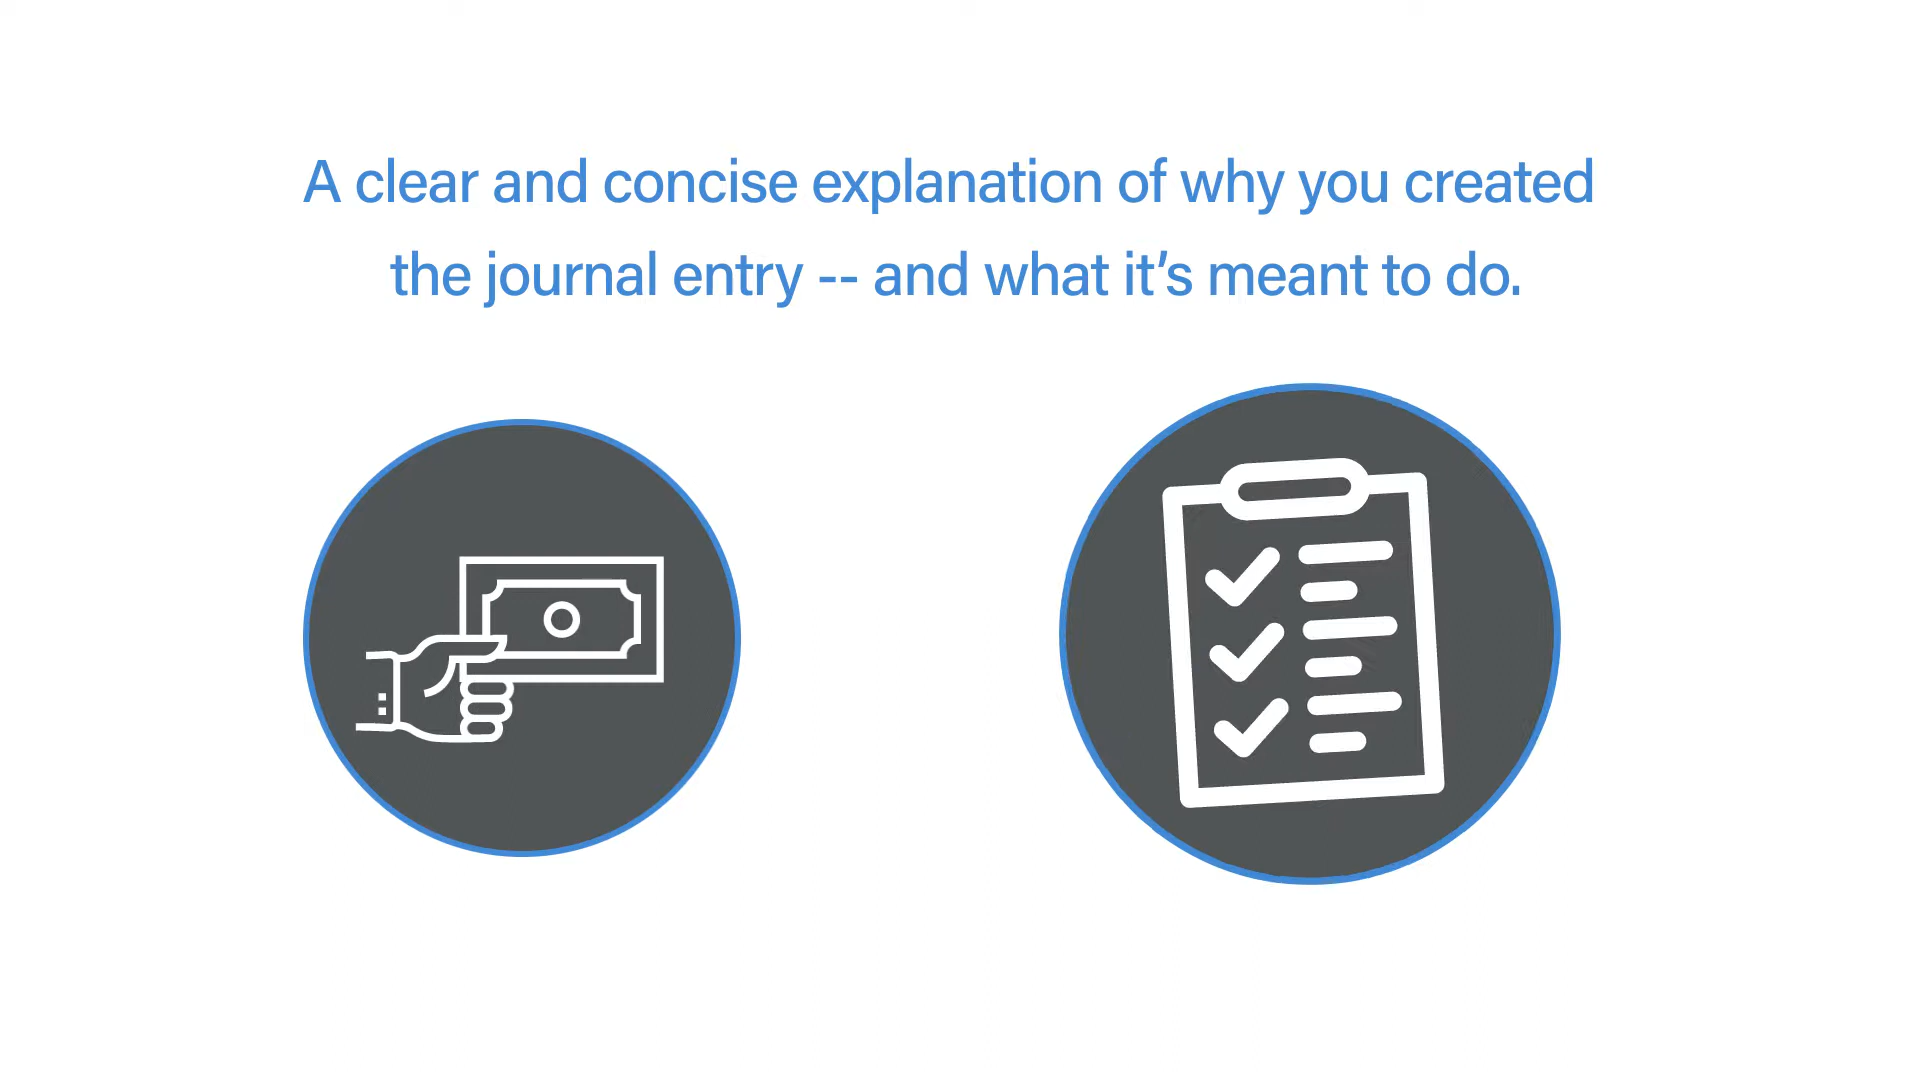 A clear and concise explanation of why you created
the journal entry -- and what it’s meant to do.